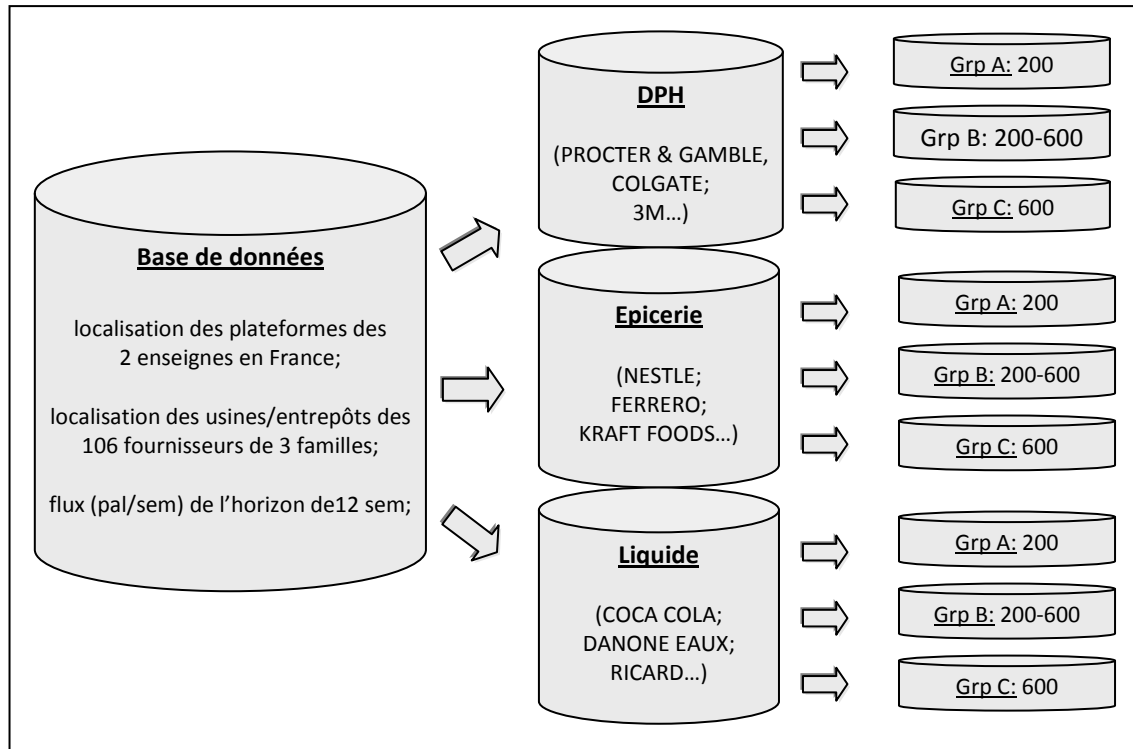 Base de données
localisation des plateformes des
2 enseignes en France;
localisation des usines/entrepôts des
106 fournisseurs de 3 familles;
flux (pal/sem) de l’horizon de12 sem;
DPH
(PROCTER & GAMBLE,
COLGATE;
3M…)
Grp A: 200
Grp B: 200-600
Grp C: 600
Epicerie
(NESTLE;
FERRERO;
KRAFT FOODS…)
Grp A: 200
Grp B: 200-600
Grp C: 600
Liquide
(COCA COLA;
DANONE EAUX;
RICARD…)
Grp A: 200
Grp B: 200-600
Grp C: 600